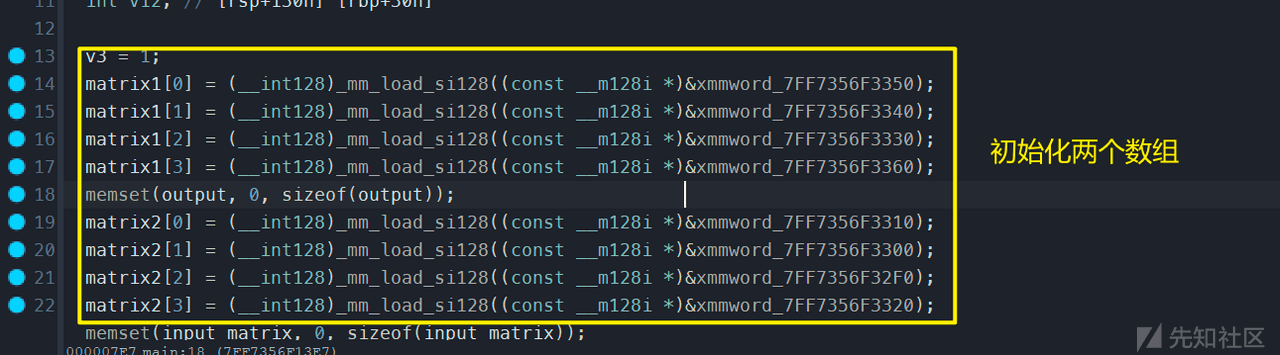 11 int v12; // [rsp+130h] [rbp+30h]
12
13 v3 = 1;
14 matrix1[0] = (__int128)_mm_load_si128((const __m128i *)&xmmword_7FF7356F3350);
15 matrix1[1] = (__int128)_mm_load_si128((const __m128i *)&xmmword_7FF7356F3340);
16 matrix1[2] = (__int128)_mm_load_si128((const __m128i *)&xmmword_7FF7356F3330);
17 matrix1[3] = (__int128)_mm_load_si128((const __m128i *)&xmmword_7FF7356F3360);
18 memset(output, 0, sizeof(output));
19 matrix2[0] = (__int128)_mm_load_si128((const __m128i *)&xmmword_7FF7356F3310);
20 matrix2[1] = (__int128)_mm_load_si128((const __m128i *)&xmmword_7FF7356F3300);
21 matrix2[2] = (__int128)_mm_load_si128((const __m128i *)&xmmword_7FF7356F32F0);
22 matrix2[3] = (__int128)_mm_load_si128((const __m128i *)&xmmword_7FF7356F3320);
memset(input_matrix, 0, sizeof(input_matrix));
000007E7 main:18 (7FF7356F13E7)
初始化两个数组
先知社区